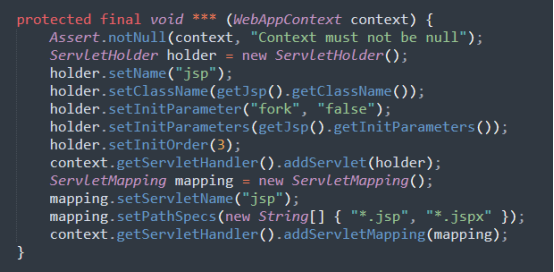 protected final void *** (WebAppContext context) {
    Assert.notNull(context, "Context must not be null");
    ServletHolder holder = new ServletHolder();
    holder.setName("jsp");
    holder.setClassName(getJsp().getClassName());
    holder.setInitParameter("fork", "false");
    holder.setInitParameters(getJsp().getInitParameters());
    holder.setInitOrder(3);
    context.getServletHandler().addServlet(holder);
    ServletMapping mapping = new ServletMapping();
    mapping.setServletName("jsp");
    mapping.setPathSpecs(new String[] { "*.jsp", "*.jspx" });
    context.getServletHandler().addServletMapping(mapping);
}